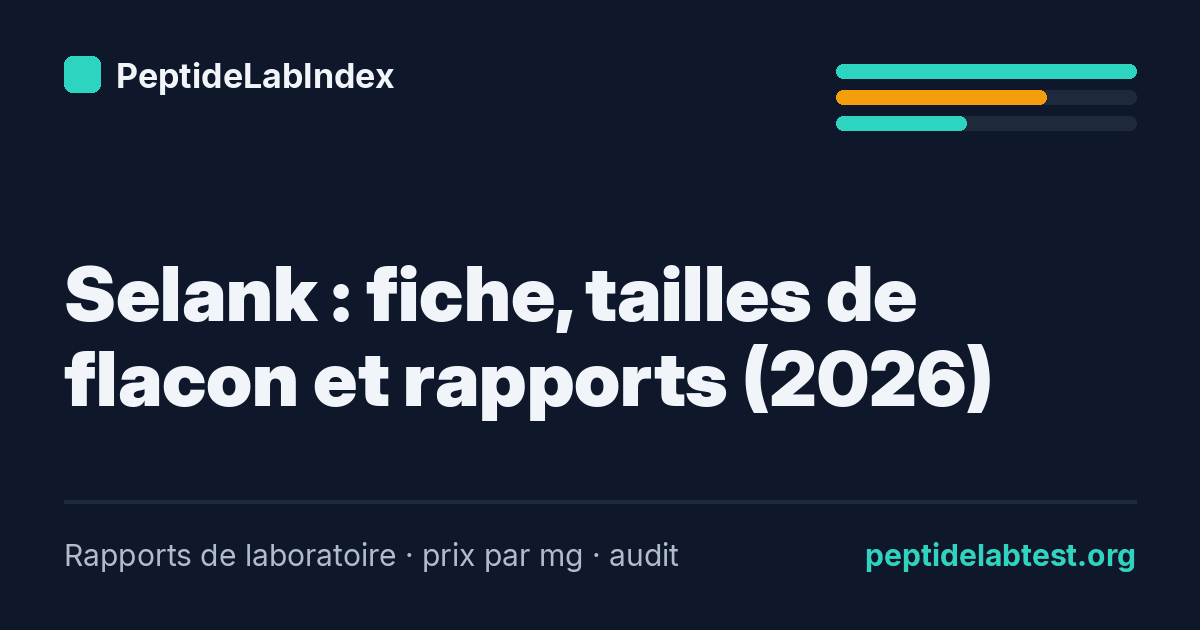 PeptideLabIndex
Selank : fiche, tailles de
flacon et rapports (2026)
Rapports de laboratoire · prix par mg · audit
peptidelabtest.org